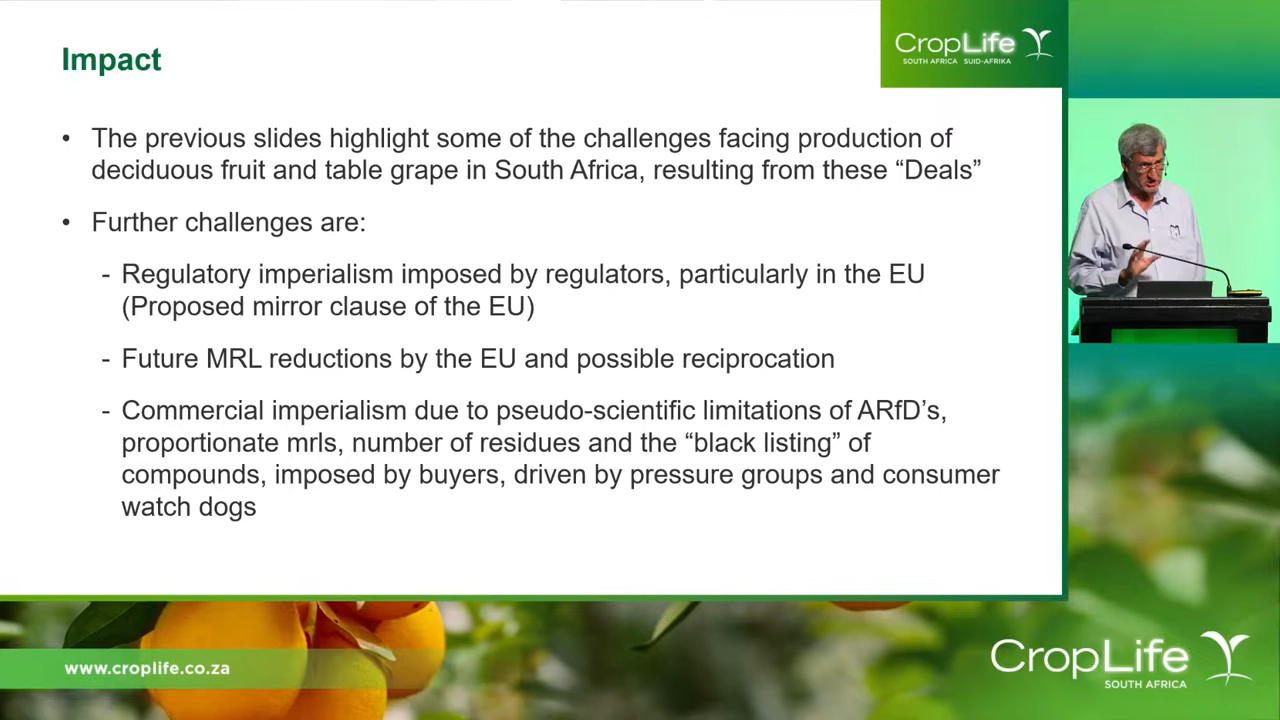 Impact
CropLife
SOUTH AFRICA SUID-AFRIKA
• The previous slides highlight some of the challenges facing production of
deciduous fruit and table grape in South Africa, resulting from these “Deals”
• Further challenges are:
- Regulatory imperialism imposed by regulators, particularly in the EU
(Proposed mirror clause of the EU)
- Future MRL reductions by the EU and possible reciprocation
- Commercial imperialism due to pseudo-scientific limitations of ARfD’s,
proportionate mrls, number of residues and the “black listing” of
compounds, imposed by buyers, driven by pressure groups and consumer
watch dogs
www.croplife.co.za
CropLife
SOUTH AFRICA